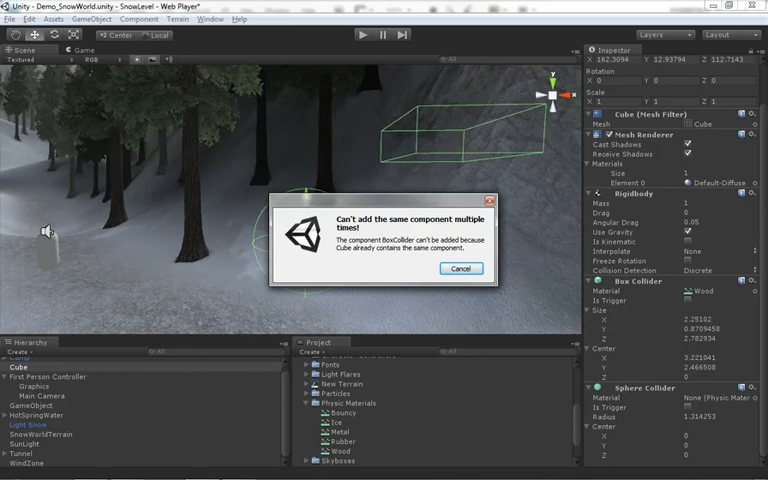 Unity - Demo_SnowWorld.unity - SnowLevel - Web Player*
File Edit Assets GameObject Component Terrain Window Help
Center Local Layers Layout
Scene Game
Textured RGB All
Inspector
X 162.3094 Y 12.93794 Z 112.7143
Rotation
X 0 Y 0 Z 0
Scale
X 1 Y 1 Z 1
Cube (Mesh Filter)
Mesh Cube
Mesh Renderer
Cast Shadows
Receive Shadows
Materials
Size 1
Element 0 Default-Diffuse
Rigidbody
Mass 1
Drag 0
Angular Drag 0.05
Use Gravity
Is Kinematic
Interpolate None
Freeze Rotation
Collision Detection Discrete
Box Collider
Material Wood
Is Trigger
Size
X 2.25102
Y 0.8709458
Z 2.782934
Center
X 3.221041
Y 2.466508
Z 0
Sphere Collider
Material None (Physic Mater
Is Trigger
Radius 1.314253
Center
X 0
Y 0
Z 0
y
x
Can't add the same component multiple
times!
The component BoxCollider can't be added because
Cube already contains the same component.
Cancel
Hierarchy
Create All
Camp
Cube
First Person Controller
Graphics
Main Camera
GameObject
HotSpringWater
Light Snow
SnowWorldTerrain
SunLight
Tunnel
WindZone
Project
Create All
Fonts
Light Flares
New Terrain
Particles
Physic Materials
Bouncy
Ice
Metal
Rubber
Wood
Skyboxes